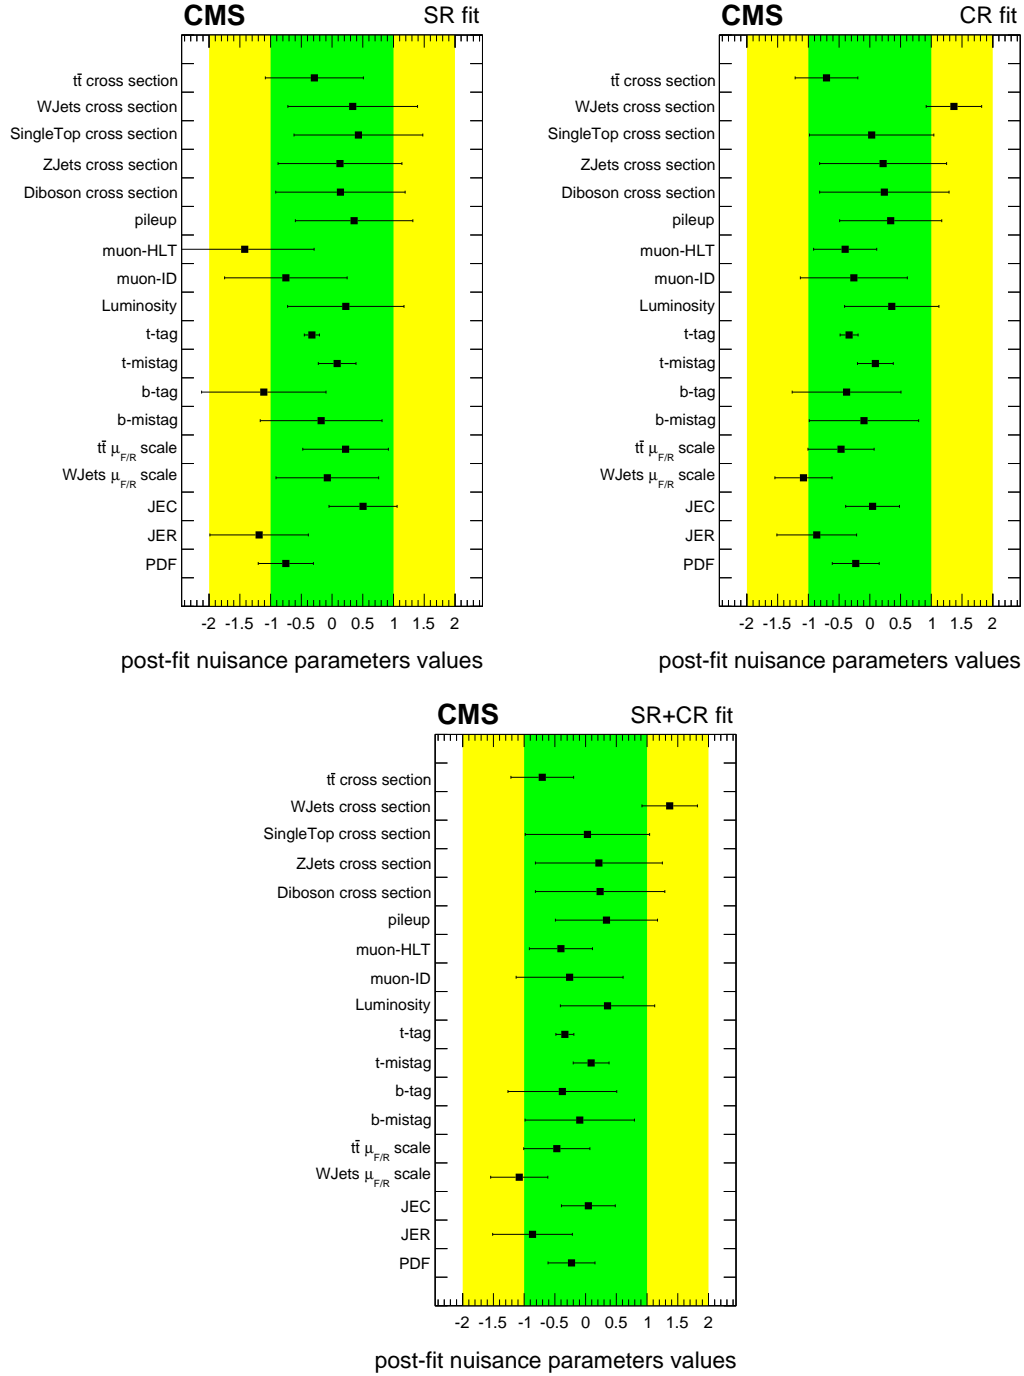 CMS SR fit
tt̄ cross section
WJets cross section
SingleTop cross section
ZJets cross section
Diboson cross section
pileup
muon-HLT
muon-ID
Luminosity
t-tag
t-mistag
b-tag
b-mistag
tt̄ μF/R scale
WJets μF/R scale
JEC
JER
PDF
-2 -1.5 -1 -0.5 0 0.5 1 1.5 2
post-fit nuisance parameters values
CMS CR fit
tt̄ cross section
WJets cross section
SingleTop cross section
ZJets cross section
Diboson cross section
pileup
muon-HLT
muon-ID
Luminosity
t-tag
t-mistag
b-tag
b-mistag
tt̄ μF/R scale
WJets μF/R scale
JEC
JER
PDF
-2 -1.5 -1 -0.5 0 0.5 1 1.5 2
post-fit nuisance parameters values
CMS SR+CR fit
tt̄ cross section
WJets cross section
SingleTop cross section
ZJets cross section
Diboson cross section
pileup
muon-HLT
muon-ID
Luminosity
t-tag
t-mistag
b-tag
b-mistag
tt̄ μF/R scale
WJets μF/R scale
JEC
JER
PDF
-2 -1.5 -1 -0.5 0 0.5 1 1.5 2
post-fit nuisance parameters values